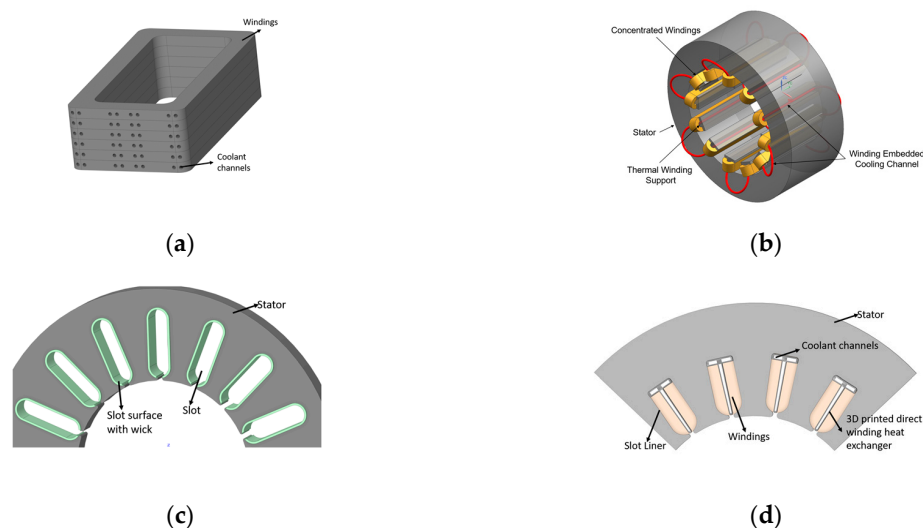 Windings
Coolant
channels
(a)
Concentrated Windings
Stator
Thermal Winding
Support
Winding Embedded
Cooling Channel
(b)
Stator
Slot surface
with wick
Slot
(c)
Stator
Coolant channels
Slot Liner
Windings
3D printed direct
winding heat
exchanger
(d)